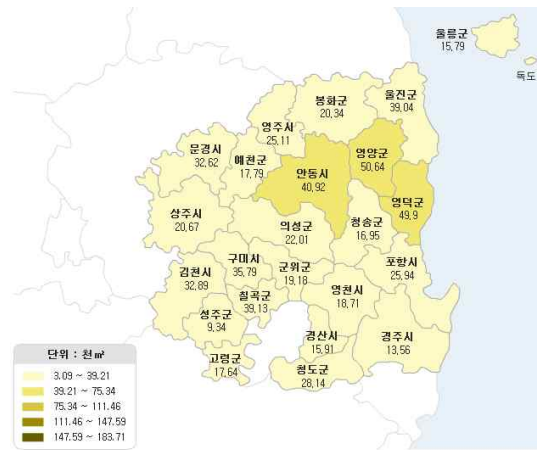 울릉군
15,79
독도
울진군
39,04
봉화군
20,34
영주시
25,11
문경시
32,62
예천군
17,79
안동시
40,92
영양군
50,64
영덕군
49,9
상주시
20,67
의성군
22,01
청송군
16,95
구미시
35,79
군위군
19,18
포항시
25,94
김천시
32,89
칠곡군
39,13
영천시
18,71
성주군
9,34
경산시
15,91
경주시
13,56
고령군
17,64
청도군
28,14
단위 : 천㎡
3.09 ~ 39.21
39.21 ~ 75.34
75.34 ~ 111.46
111.46 ~ 147.59
147.59 ~ 183.71